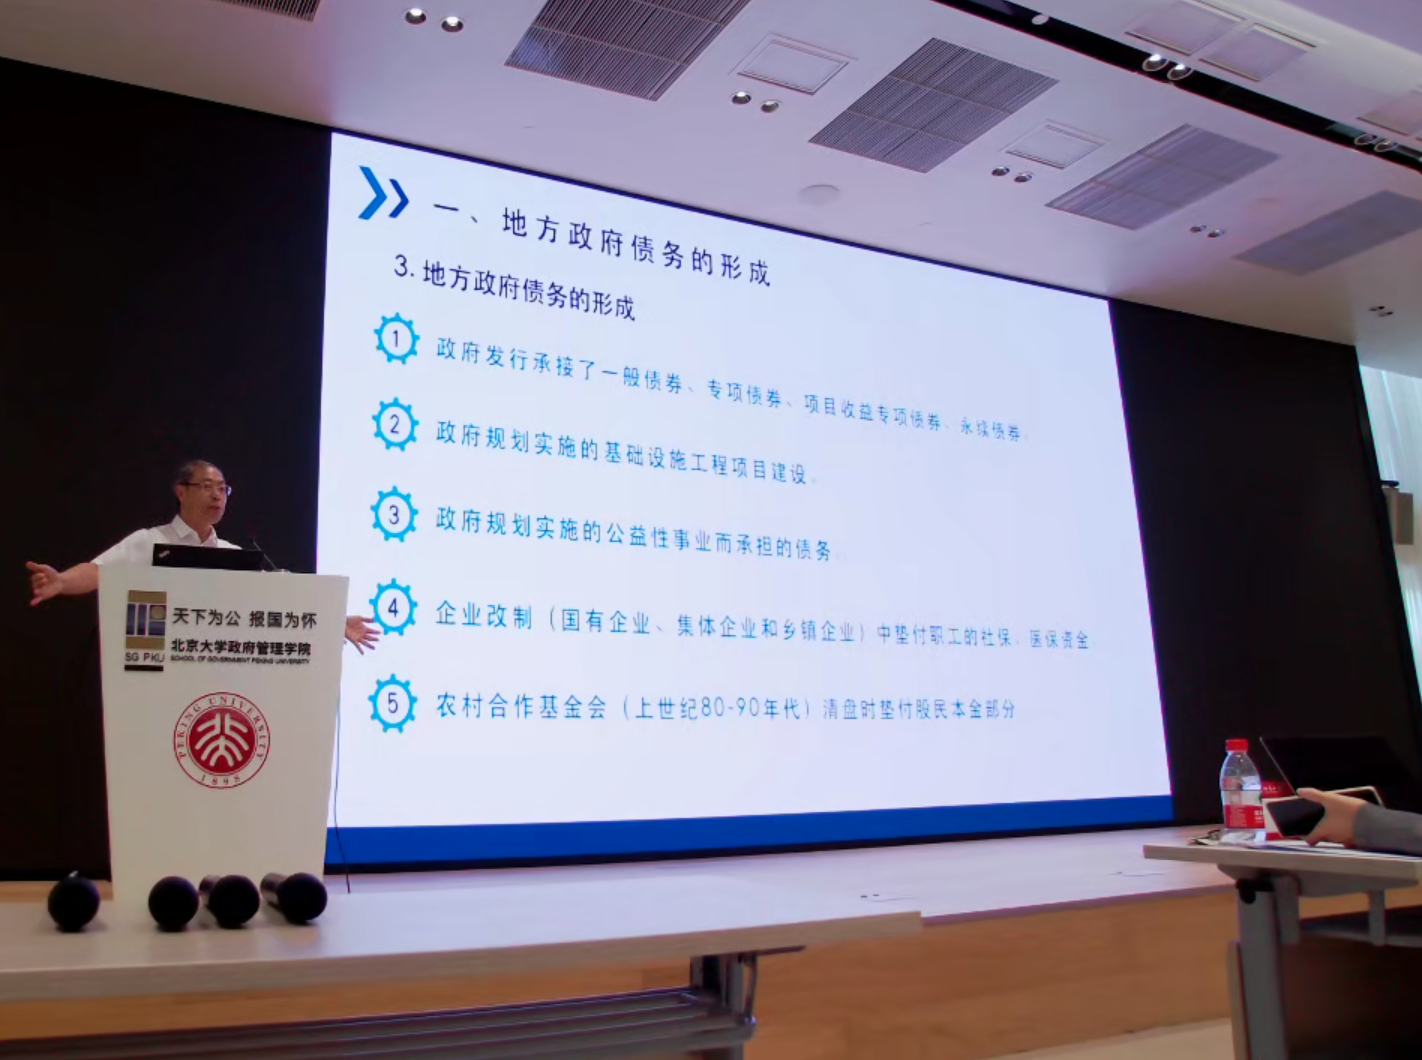 一、地方政府债务的形成
3.地方政府债务的形成
1 政府发行承接了一般债券、专项债券、项目收益专项债券、永续债券。
2 政府规划实施的基础设施工程项目建设。
3 政府规划实施的公益性事业而承担的债务。
4 企业改制（国有企业、集体企业和乡镇企业）中垫付职工的社保、医保资金。
5 农村合作基金会（上世纪80-90年代）清盘时垫付股民本金部分
天下为公 报国为怀
北京大学政府管理学院
SG PKU SCHOOL OF GOVERNMENT PEKING UNIVERSITY
PEKING UNIVERSITY
1898